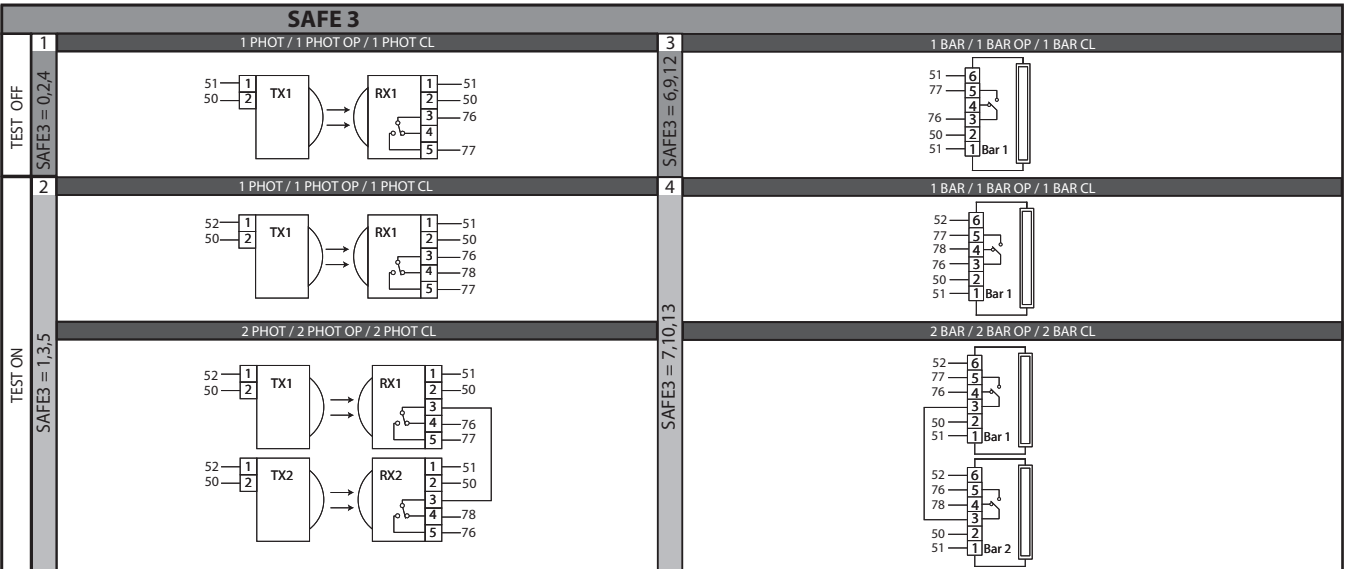 SAFE 3
TEST OFF
1
SAFE3 = 0,2,4
1 PHOT / 1 PHOT OP / 1 PHOT CL
51 1 TX1 RX1 1 51
50 2 2 50
3 76
4
5 77
3
SAFE3 = 6,9,12
1 BAR / 1 BAR OP / 1 BAR CL
51 6
77 5
4
76 3
50 2
51 1 Bar 1
TEST ON
2
SAFE3 = 1,3,5
1 PHOT / 1 PHOT OP / 1 PHOT CL
52 1 TX1 RX1 1 51
50 2 2 50
3 76
4 78
5 77
2 PHOT / 2 PHOT OP / 2 PHOT CL
52 1 TX1 RX1 1 51
50 2 2 50
3
4 76
5 77
52 1 TX2 RX2 1 51
50 2 2 50
3
4 78
5 76
4
SAFE3 = 7,10,13
1 BAR / 1 BAR OP / 1 BAR CL
52 6
77 5
78 4
76 3
50 2
51 1 Bar 1
2 BAR / 2 BAR OP / 2 BAR CL
52 6
77 5
76 4
3
50 2
51 1 Bar 1
52 6
76 5
78 4
3
50 2
51 1 Bar 2